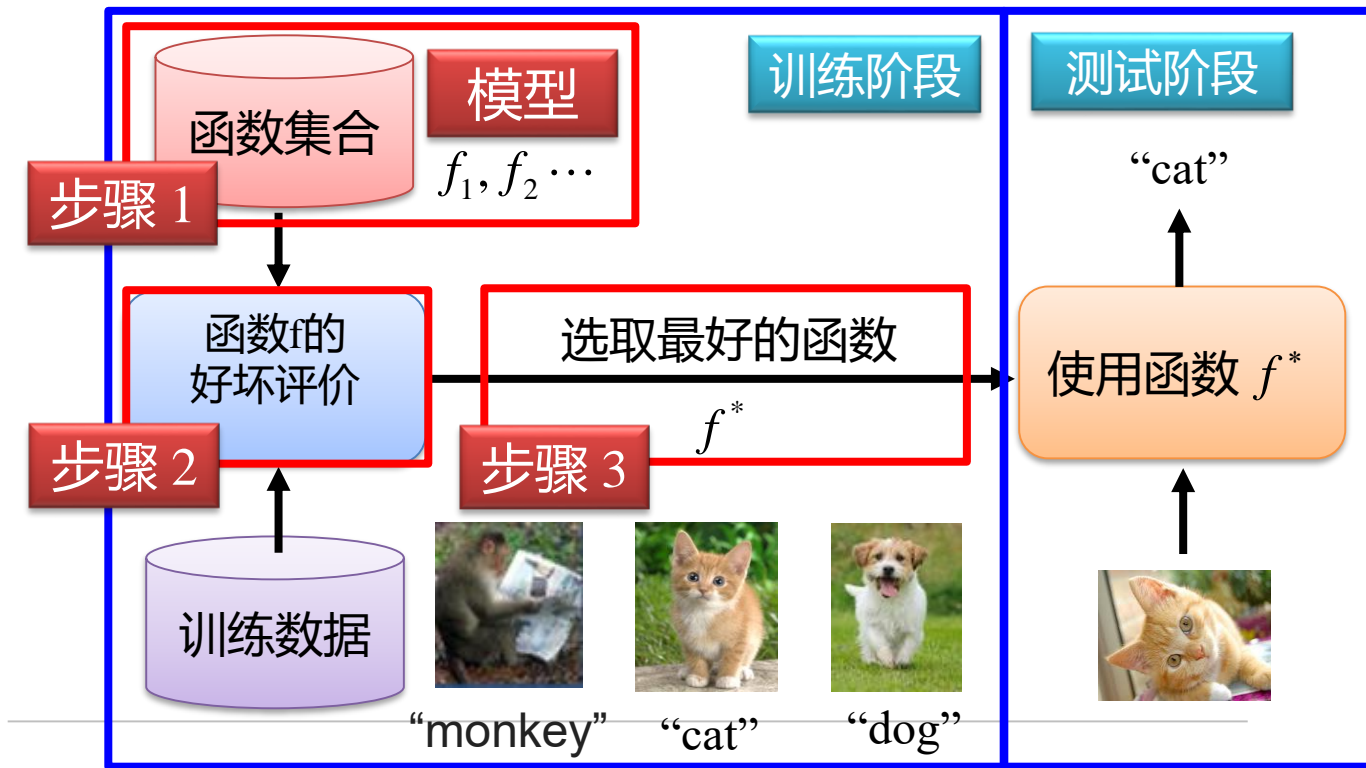 函数集合
模型
f₁, f₂ ⋯
步骤 1
训练阶段
测试阶段
“cat”
函数f的
好坏评价
步骤 2
选取最好的函数
f*
步骤 3
使用函数 f*
训练数据
“monkey”
“cat”
“dog”